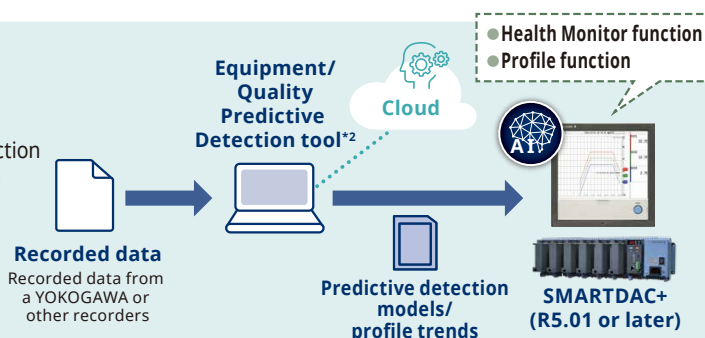 Health Monitor function
Profile function
Equipment/
Quality
Predictive
Detection tool*2
Cloud
AI
Recorded data
Recorded data from
a YOKOGAWA or
other recorders
Predictive detection
models/
profile trends
SMARTDAC+
(R5.01 or later)